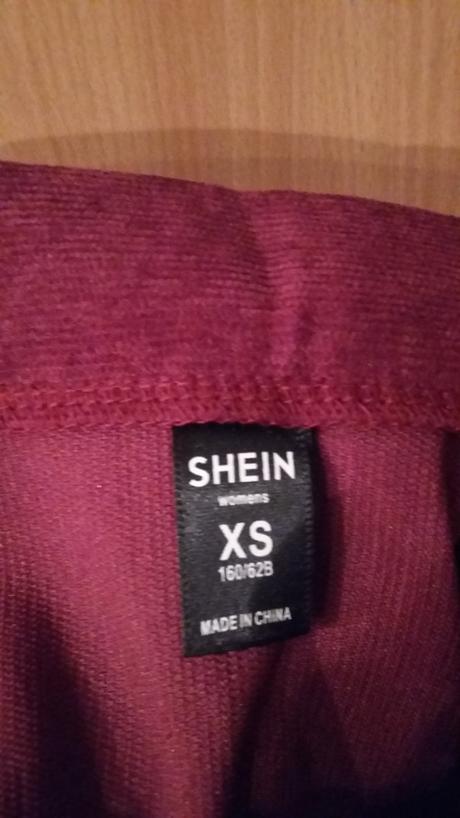 SHEIN
womens
XS
160/62B
MADE IN CHINA